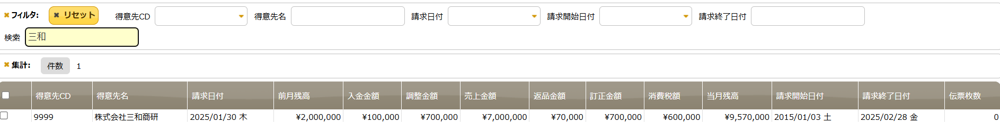 フィルタ: リセット 得意先CD 得意先名 請求日付 請求開始日付 請求終了日付
検索 三和
集計: 件数 1
得意先CD 得意先名 請求日付 前月残高 入金金額 調整金額 売上金額 返品金額 訂正金額 消費税額 当月残高 請求開始日付 請求終了日付 伝票枚数
9999 株式会社三和商研 2025/01/30 木 ¥2,000,000 ¥100,000 ¥700,000 ¥7,000,000 ¥70,000 ¥700,000 ¥600,000 ¥9,570,000 2015/01/03 土 2025/02/28 金 0